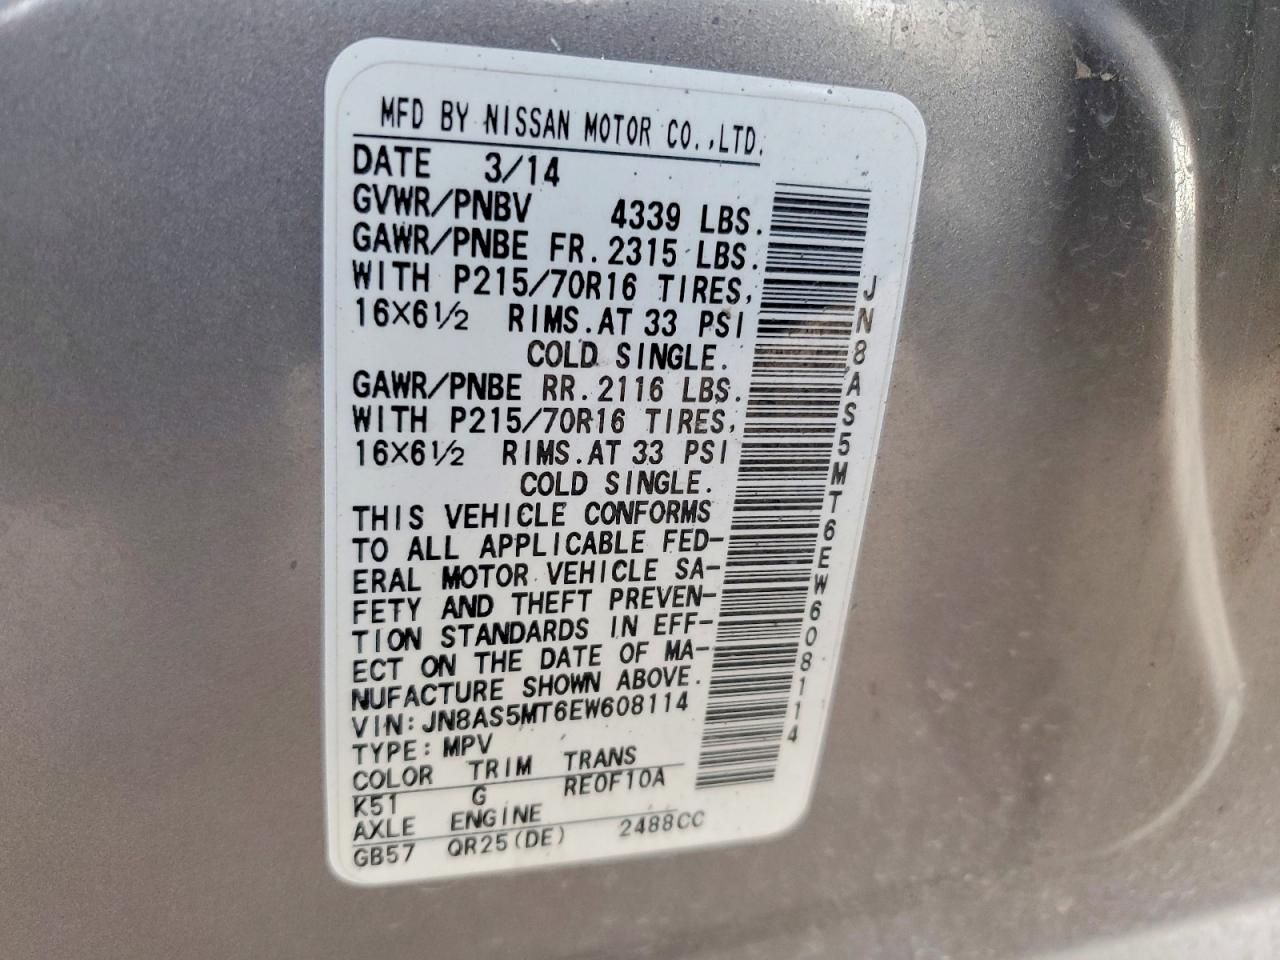 MFD BY NISSAN MOTOR CO.,LTD.
DATE 3/14
GVWR/PNBV 4339 LBS.
GAWR/PNBE FR. 2315 LBS.
WITH P215/70R16 TIRES,
16×6½ RIMS. AT 33 PSI
COLD SINGLE.
GAWR/PNBE RR. 2116 LBS.
WITH P215/70R16 TIRES,
16×6½ RIMS. AT 33 PSI
COLD SINGLE.
THIS VEHICLE CONFORMS
TO ALL APPLICABLE FED-
ERAL MOTOR VEHICLE SA-
FETY AND THEFT PREVEN-
TION STANDARDS IN EFF-
ECT ON THE DATE OF MA-
NUFACTURE SHOWN ABOVE.
VIN: JN8AS5MT6EW608114
TYPE: MPV
COLOR TRIM TRANS
K51 G RE0F10A
AXLE ENGINE
GB57 QR25(DE) 2488CC
JN8AS5MT6EW608114